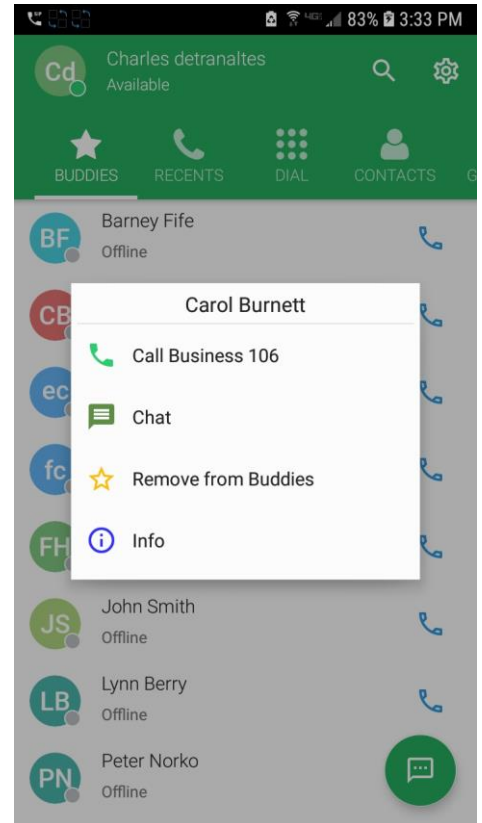 83% 3:33 PM
Cd
Charles detranaltes
Available
BUDDIES RECENTS DIAL CONTACTS G
BF
Barney Fife
Offline
CB
Carol Burnett
Call Business 106
ec
Chat
fc
Remove from Buddies
FH
Info
JS
John Smith
Offline
LB
Lynn Berry
Offline
PN
Peter Norko
Offline